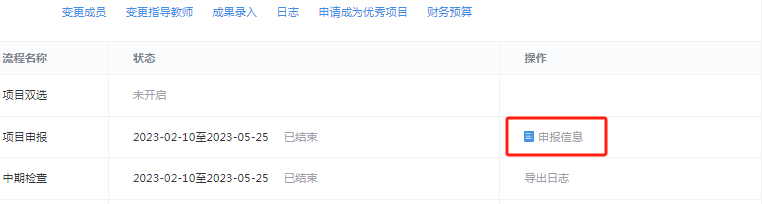 变更成员 变更指导教师 成果录入 日志 申请成为优秀项目 财务预算
流程名称 状态 操作
项目双选 未开启
项目申报 2023-02-10至2023-05-25 已结束 申报信息
中期检查 2023-02-10至2023-05-25 已结束 导出日志